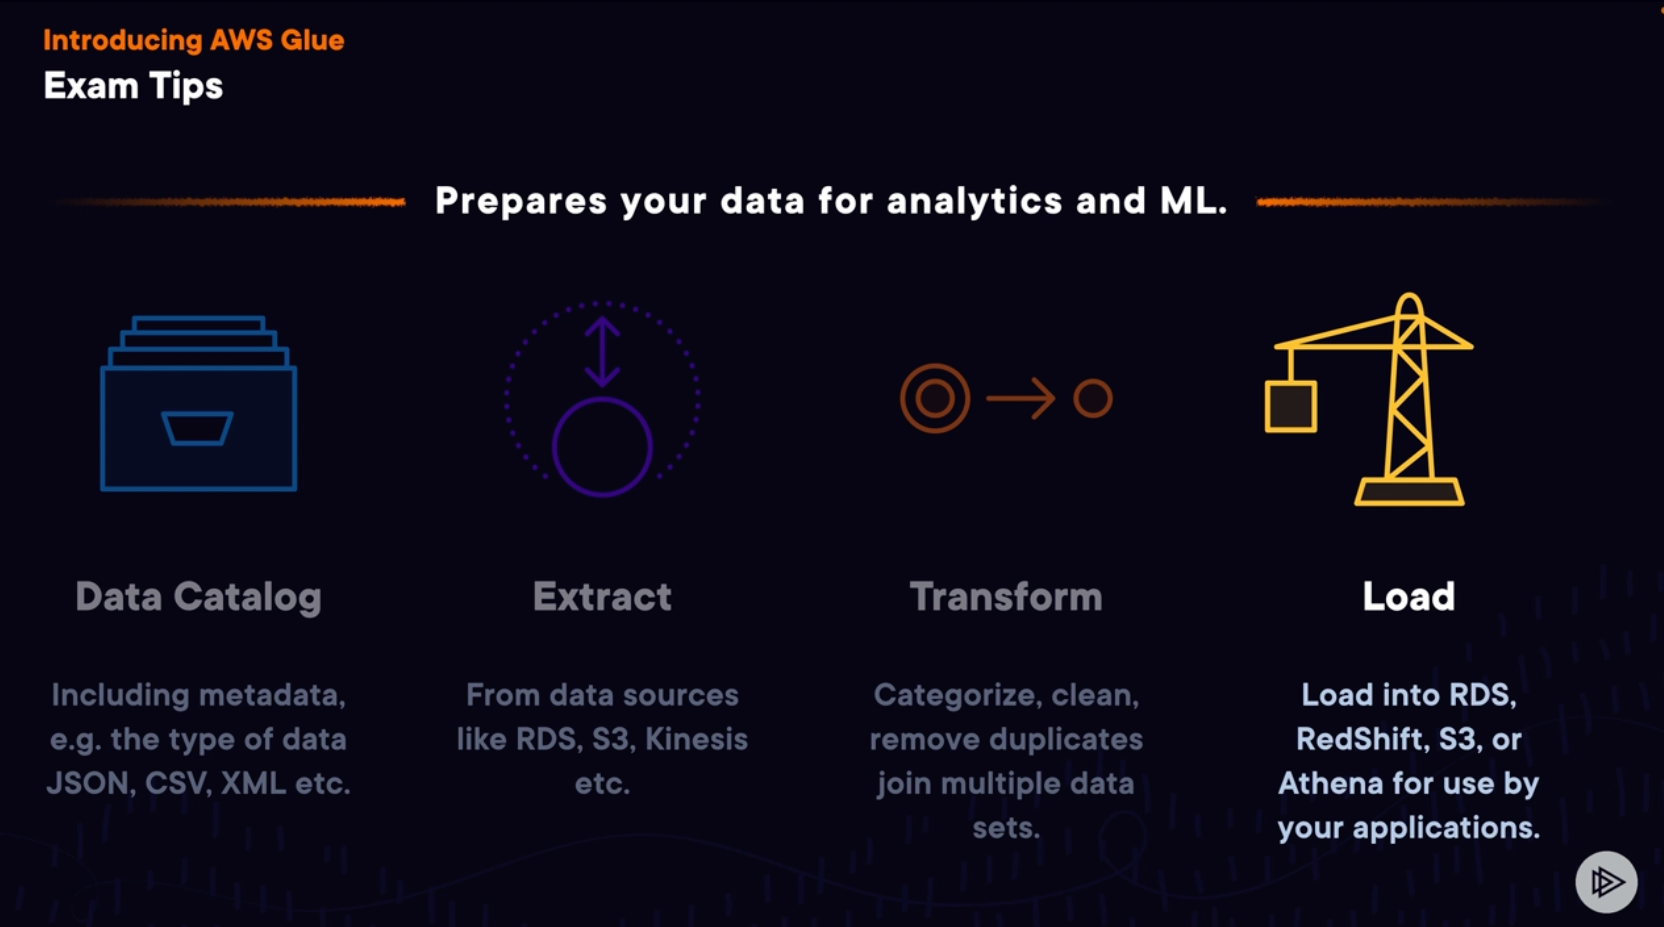 Introducing AWS Glue
Exam Tips
Prepares your data for analytics and ML.
Data Catalog
Including metadata,
e.g. the type of data
JSON, CSV, XML etc.
Extract
From data sources
like RDS, S3, Kinesis
etc.
Transform
Categorize, clean,
remove duplicates
join multiple data
sets.
Load
Load into RDS,
RedShift, S3, or
Athena for use by
your applications.